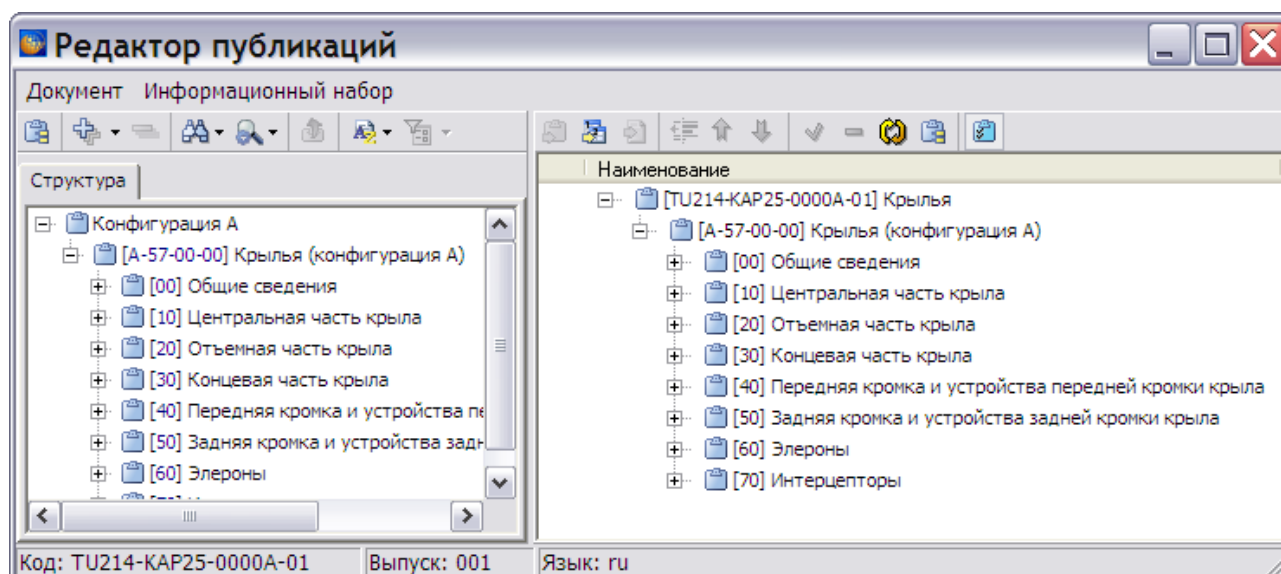 Редактор публикаций
Документ Информационный набор
Структура
Конфигурация А
[A-57-00-00] Крылья (конфигурация А)
[00] Общие сведения
[10] Центральная часть крыла
[20] Отъемная часть крыла
[30] Концевая часть крыла
[40] Передняя кромка и устройства
[50] Задняя кромка и устройства
[60] Элероны
Наименование
[TU214-KAP25-0000A-01] Крылья
[A-57-00-00] Крылья (конфигурация А)
[00] Общие сведения
[10] Центральная часть крыла
[20] Отъемная часть крыла
[30] Концевая часть крыла
[40] Передняя кромка и устройства передней кромки крыла
[50] Задняя кромка и устройства задней кромки крыла
[60] Элероны
[70] Интерцепторы
Код: TU214-KAP25-0000A-01 Выпуск: 001 Язык: ru